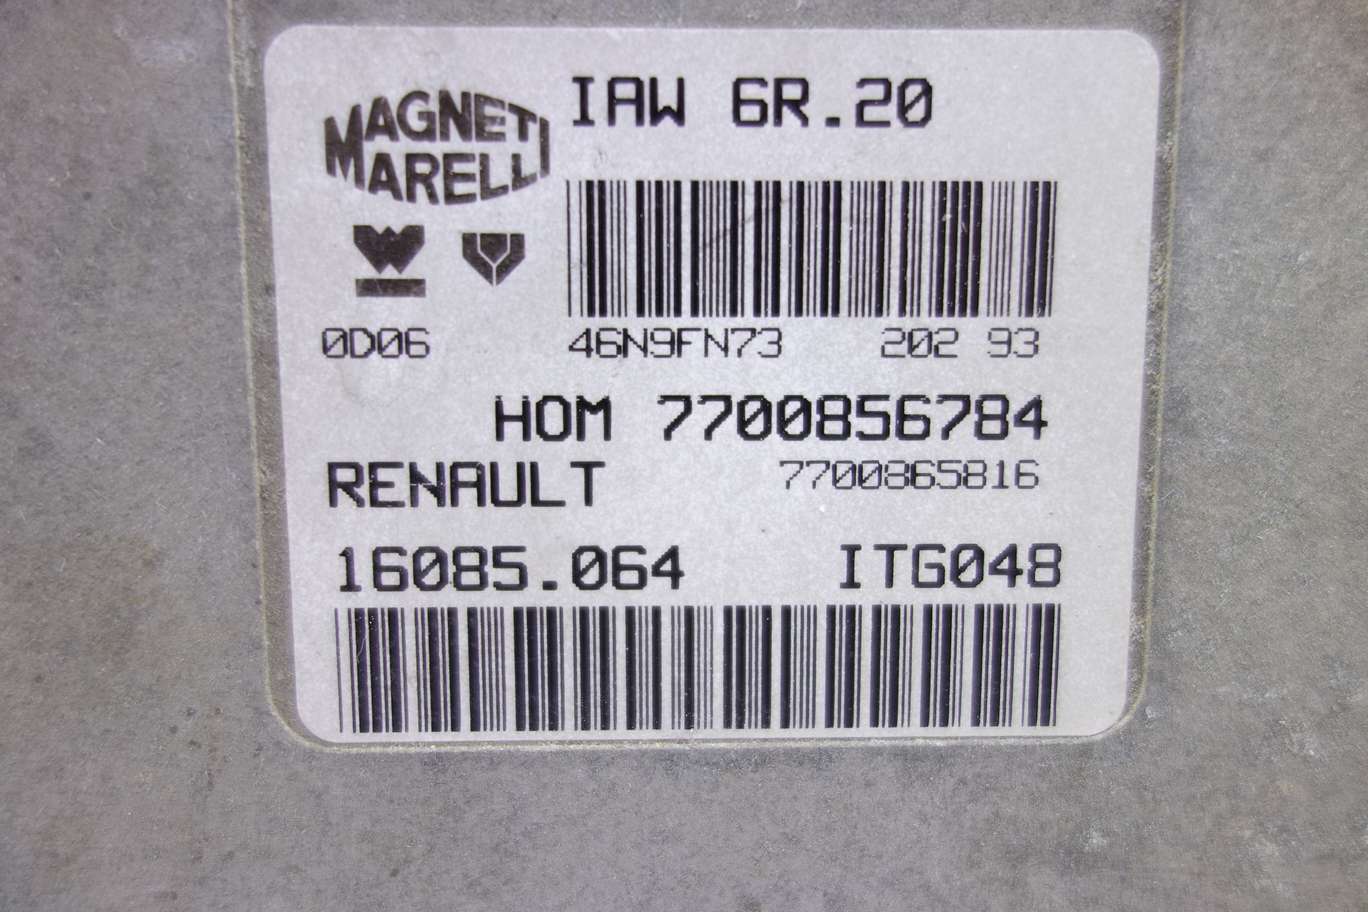 MAGNETI
MARELLI
IAW 6R.20
0D06 46N9FN73 202 93
HOM 7700856784
RENAULT 7700865816
16085.064 ITG048